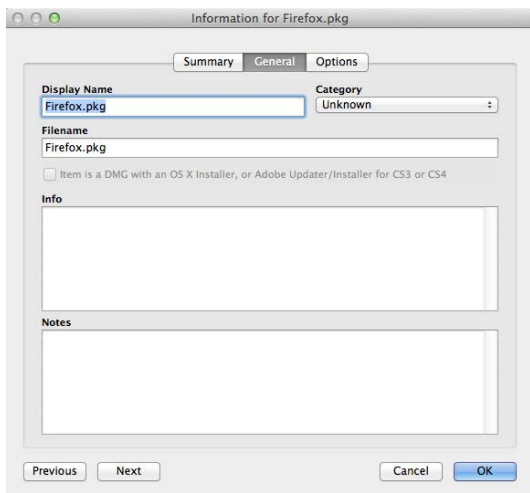 Information for Firefox.pkg
Summary General Options
Display Name Category
Firefox.pkg Unknown
Filename
Firefox.pkg
Item is a DMG with an OS X Installer, or Adobe Updater/Installer for CS3 or CS4
Info
Notes
Previous Next Cancel OK